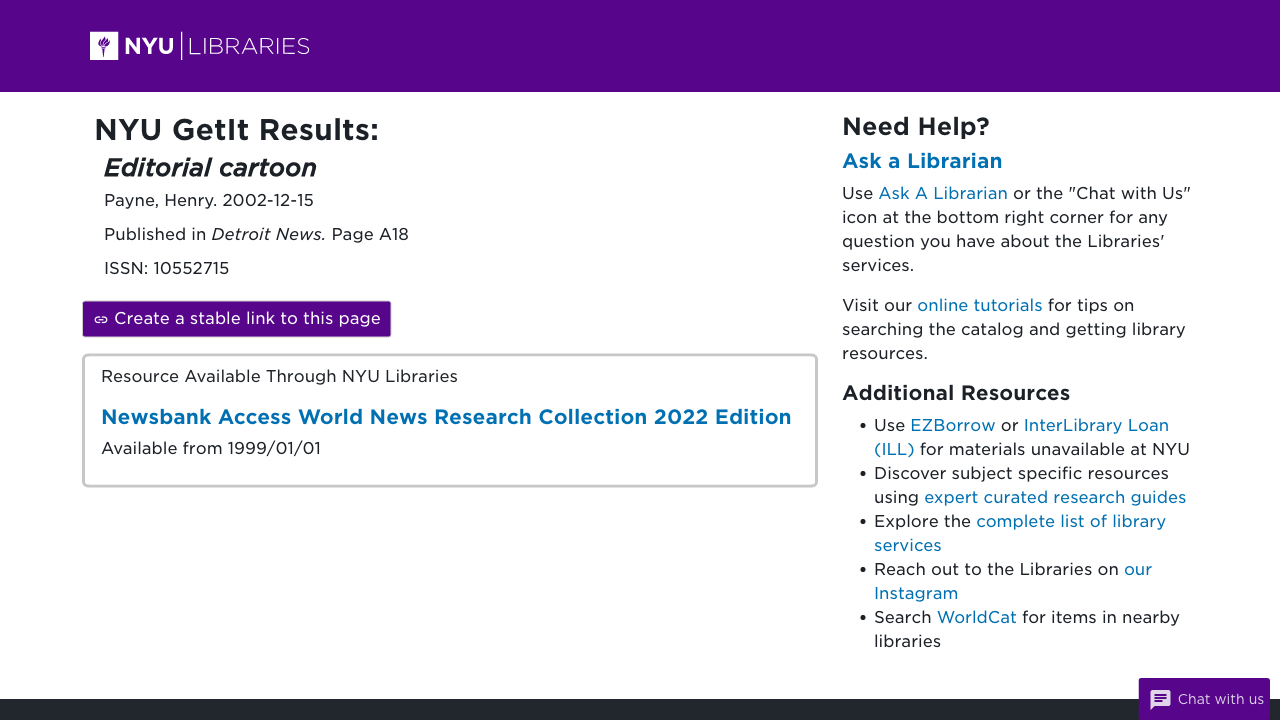 NYU LIBRARIES
NYU GetIt Results:
Editorial cartoon
Payne, Henry. 2002-12-15
Published in Detroit News. Page A18
ISSN: 10552715
Create a stable link to this page
Resource Available Through NYU Libraries
Newsbank Access World News Research Collection 2022 Edition
Available from 1999/01/01
Need Help?
Ask a Librarian
Use Ask A Librarian or the "Chat with Us"
icon at the bottom right corner for any
question you have about the Libraries'
services.
Visit our online tutorials for tips on
searching the catalog and getting library
resources.
Additional Resources
• Use EZBorrow or InterLibrary Loan
(ILL) for materials unavailable at NYU
• Discover subject specific resources
using expert curated research guides
• Explore the complete list of library
services
• Reach out to the Libraries on our
Instagram
• Search WorldCat for items in nearby
libraries
Chat with us